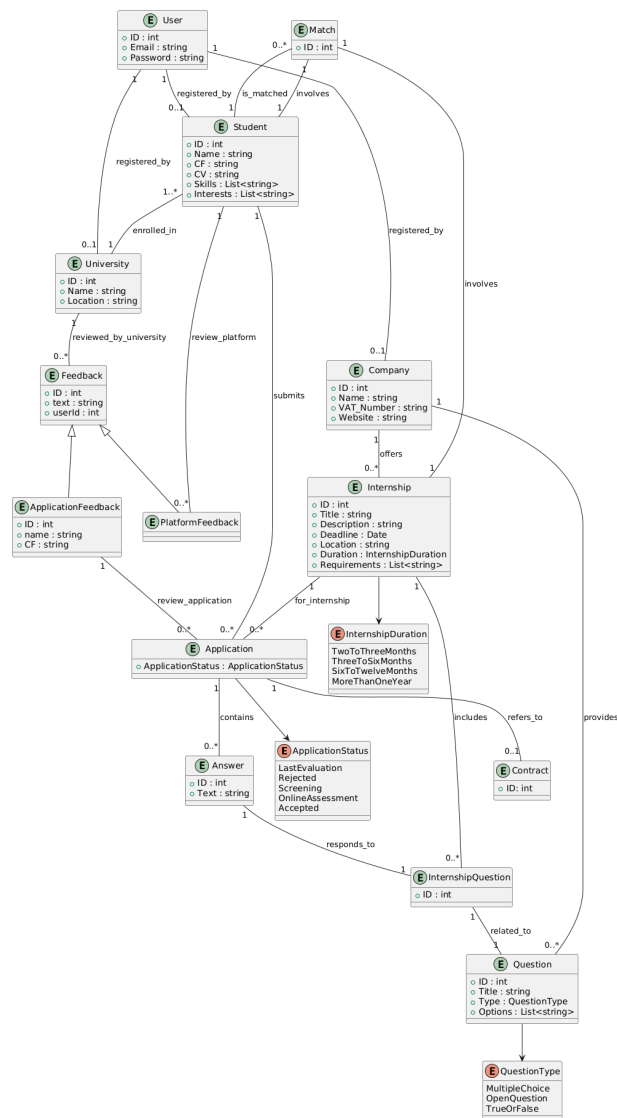 E User
ID : int
Email : string
Password : string
E Match
ID : int
1
0..*
1
1
1
1
registered_by
is_matched
involves
0..1
1
1
E Student
ID : int
Name : string
CF : string
CV : string
Skills : List<string>
Interests : List<string>
registered_by
1..*
1
1
enrolled_in
registered_by
0..1
1
E University
ID : int
Name : string
Location : string
involves
1
reviewed_by_university
review_platform
0..*
0..1
E Feedback
ID : int
text : string
userId : int
E Company
ID : int
Name : string
VAT_Number : string
Website : string
1
submits
1
offers
0..*
1
0..*
E ApplicationFeedback
ID : int
name : string
CF : string
E PlatformFeedback
E Internship
ID : int
Title : string
Description : string
Deadline : Date
Location : string
Duration : InternshipDuration
Requirements : List<string>
1
1
1
review_application
for_internship
0..*
0..*
0..*
E InternshipDuration
TwoToThreeMonths
ThreeToSixMonths
SixToTwelveMonths
MoreThanOneYear
E Application
ApplicationStatus : ApplicationStatus
1
1
contains
includes
refers_to
provides
0..*
0..1
E Answer
ID : int
Text : string
E ApplicationStatus
LastEvaluation
Rejected
Screening
OnlineAssessment
Accepted
E Contract
ID: int
1
responds_to
1
0..*
E InternshipQuestion
ID : int
1
related_to
1
0..*
E Question
ID : int
Title : string
Type : QuestionType
Options : List<string>
E QuestionType
MultipleChoice
OpenQuestion
TrueOrFalse